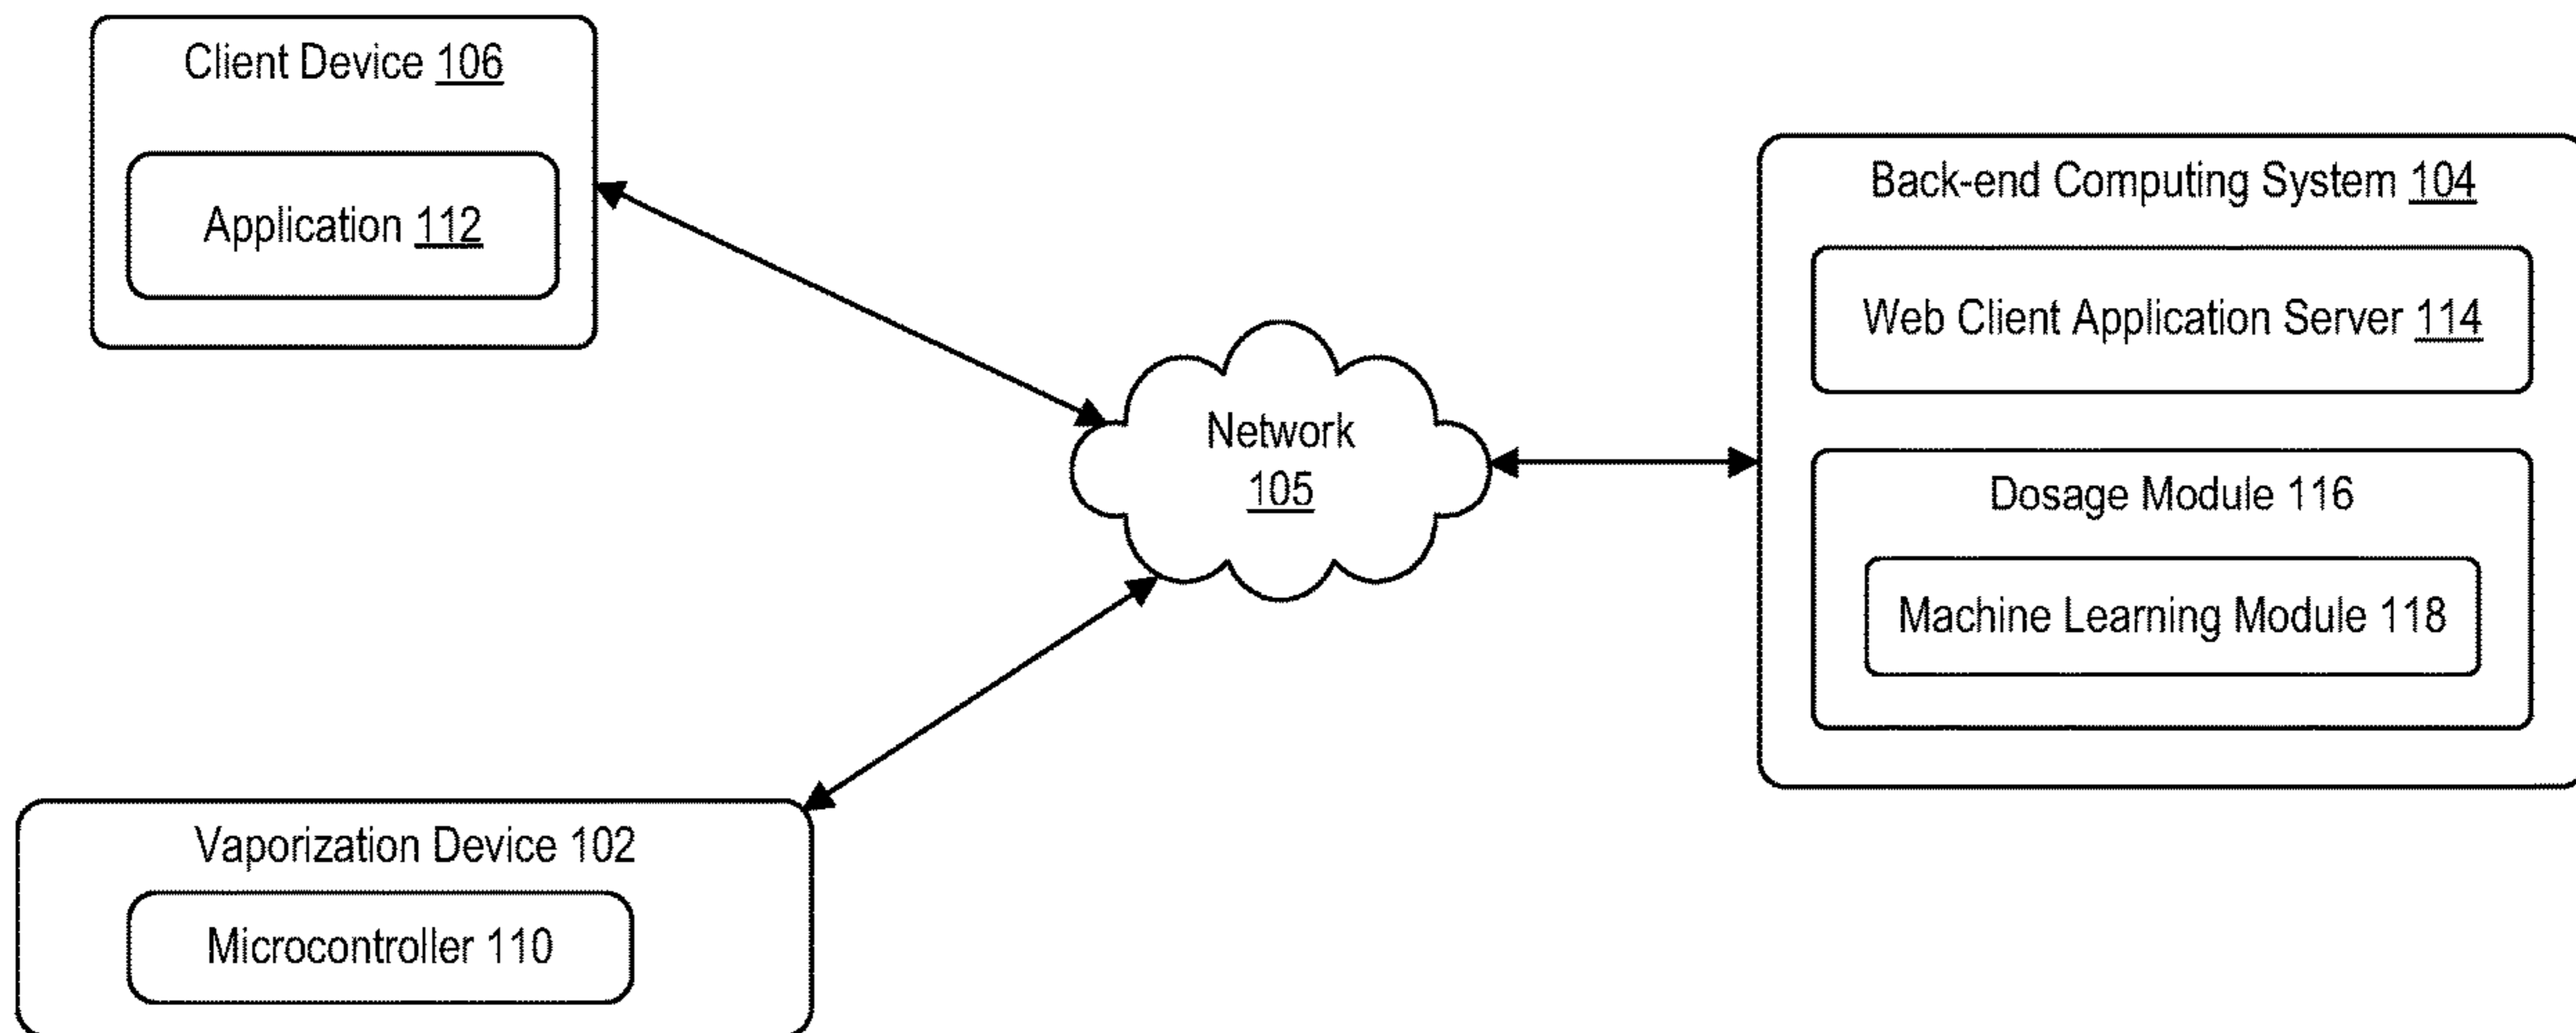 Client Device 106
Application 112
Back-end Computing System 104
Web Client Application Server 114
Network
105
Dosage Module 116
Machine Learning Module 118
Vaporization Device 102
Microcontroller 110